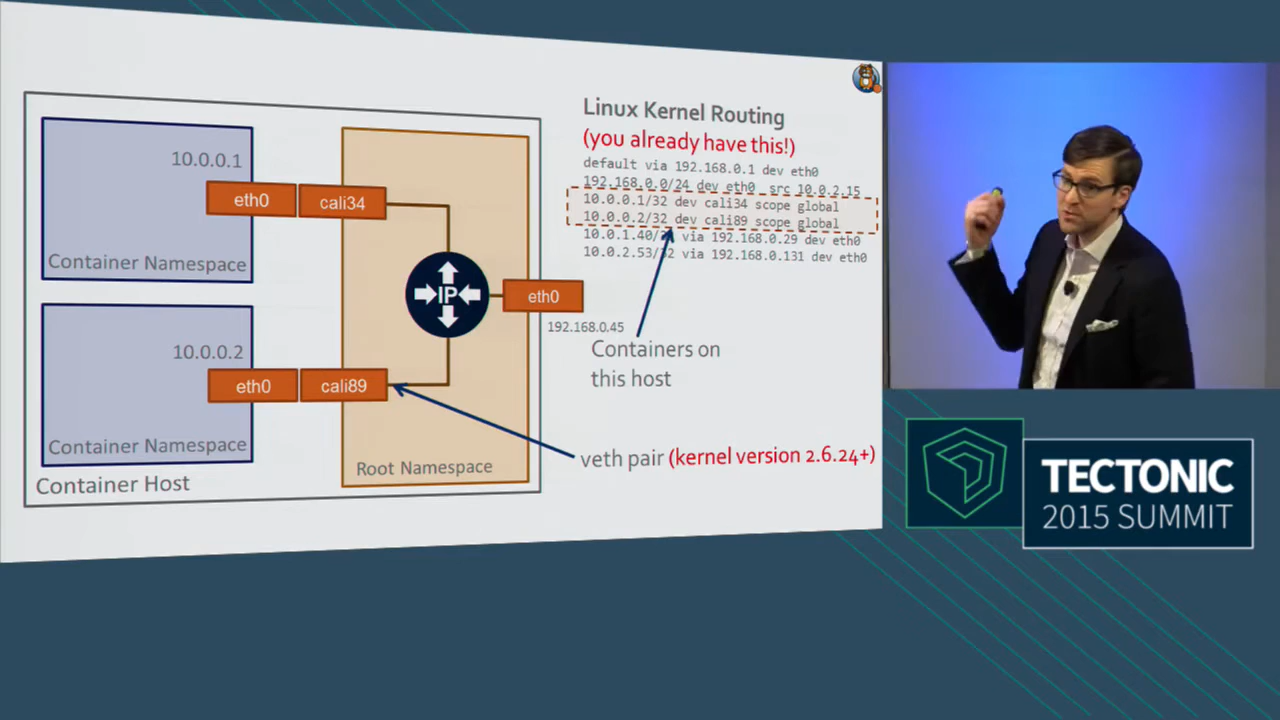 Linux Kernel Routing
(you already have this!)
default via 192.168.0.1 dev eth0
192.168.0.0/24 dev eth0 src 10.0.2.15
10.0.0.1/32 dev cali34 scope global
10.0.0.2/32 dev cali89 scope global
10.0.1.40/32 via 192.168.0.29 dev eth0
10.0.2.53/32 via 192.168.0.131 dev eth0
10.0.0.1
eth0
cali34
Container Namespace
IP
eth0
192.168.0.45
Containers on
this host
10.0.0.2
eth0
cali89
Container Namespace
Root Namespace
Container Host
veth pair (kernel version 2.6.24+)
TECTONIC
2015 SUMMIT